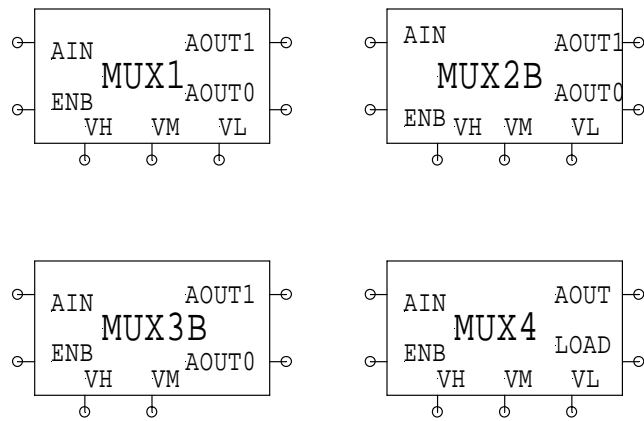 AIN AOUT1
MUX1
ENB AOUT0
VH VM VL
AIN AOUT1
MUX2B
AOUT0
ENB VH VM VL
AIN AOUT1
MUX3B
ENB AOUT0
VH VM
AIN AOUT
MUX4
ENB LOAD
VH VM VL